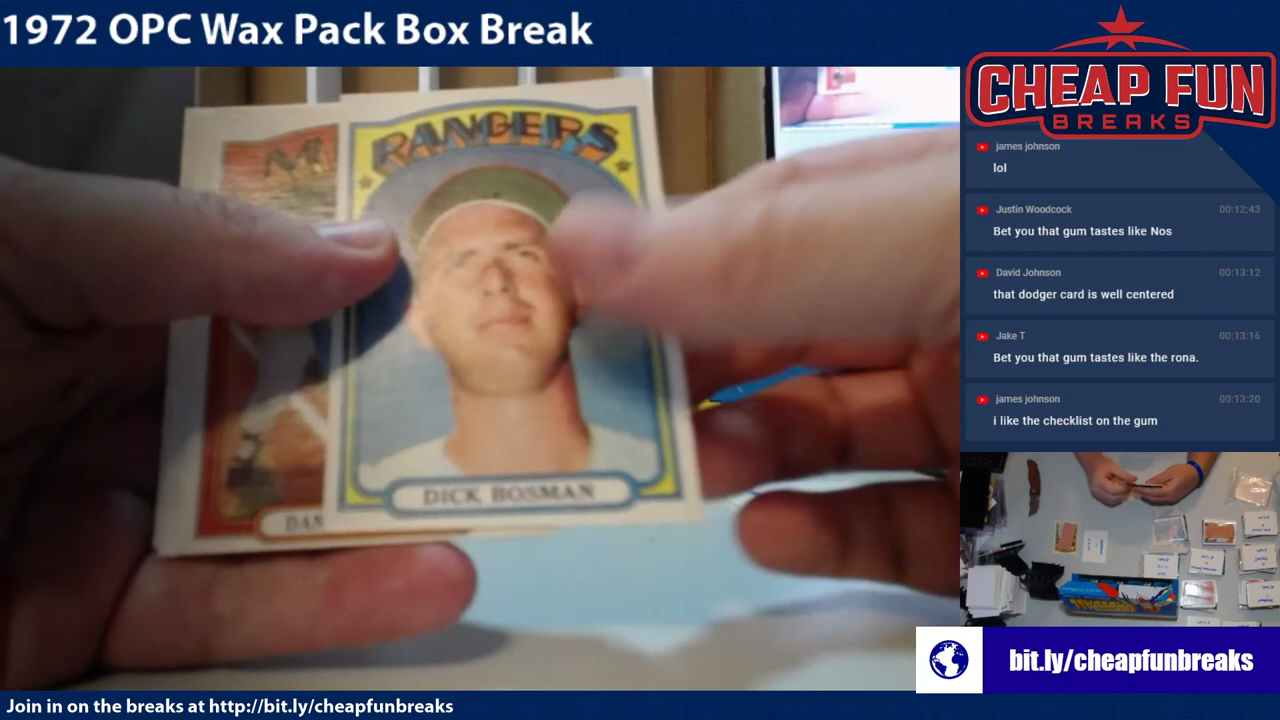 1972 OPC Wax Pack Box Break
CHEAP FUN
BREAKS
RANGERS
DICK BOSMAN
DAN
james johnson
lol
Justin Woodcock 00:12:43
Bet you that gum tastes like Nos
David Johnson 00:13:12
that dodger card is well centered
Jake T 00:13:16
Bet you that gum tastes like the rona.
james johnson 00:13:20
i like the checklist on the gum
bit.ly/cheapfunbreaks
Join in on the breaks at http://bit.ly/cheapfunbreaks